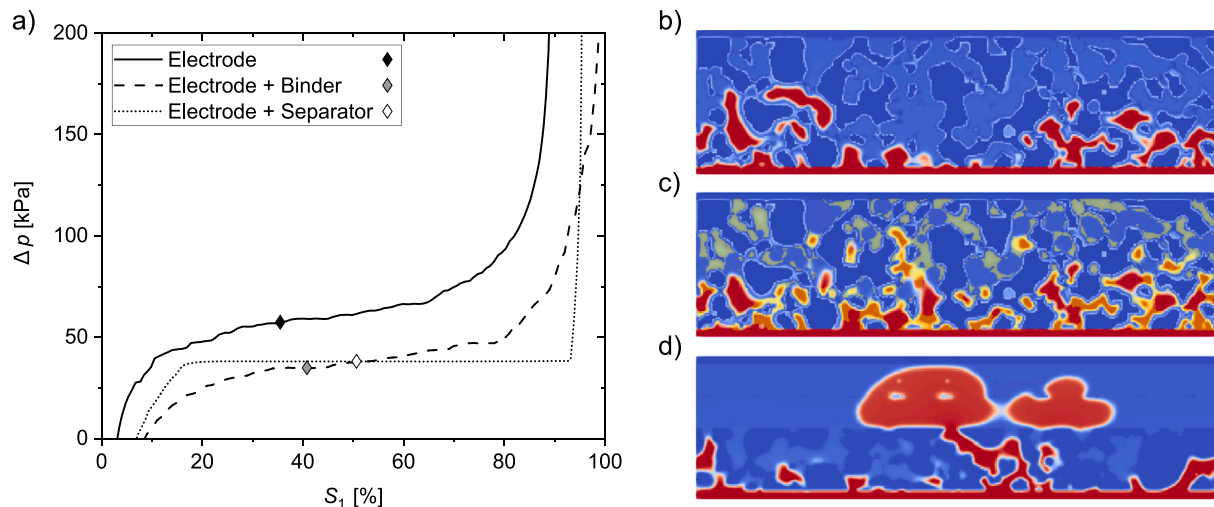 a)
200
150
100
50
0
Δ p [kPa]
Electrode
Electrode + Binder
Electrode + Separator
0 20 40 60 80 100
S₁ [%]
b)
c)
d)